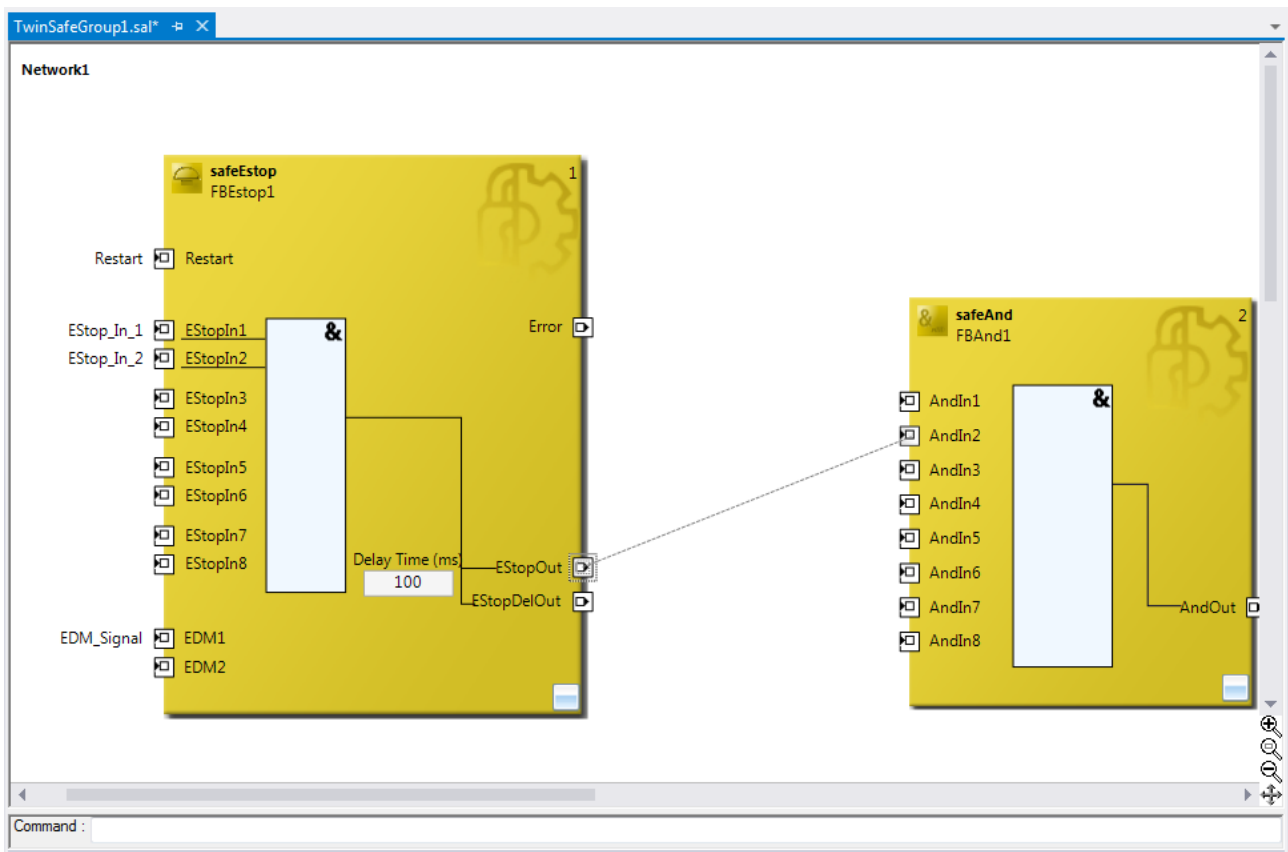 TwinSafeGroup1.sal*
Network1
safeEstop
FBEstop1
1
Restart
Restart
EStop_In_1
EStopIn1
&
Error
EStop_In_2
EStopIn2
EStopIn3
EStopIn4
EStopIn5
EStopIn6
EStopIn7
EStopIn8
Delay Time (ms)
100
EStopOut
EStopDelOut
EDM_Signal
EDM1
EDM2
&
safeAnd
FBAnd1
2
AndIn1
&
AndIn2
AndIn3
AndIn4
AndIn5
AndIn6
AndIn7
AndOut
AndIn8
Command :